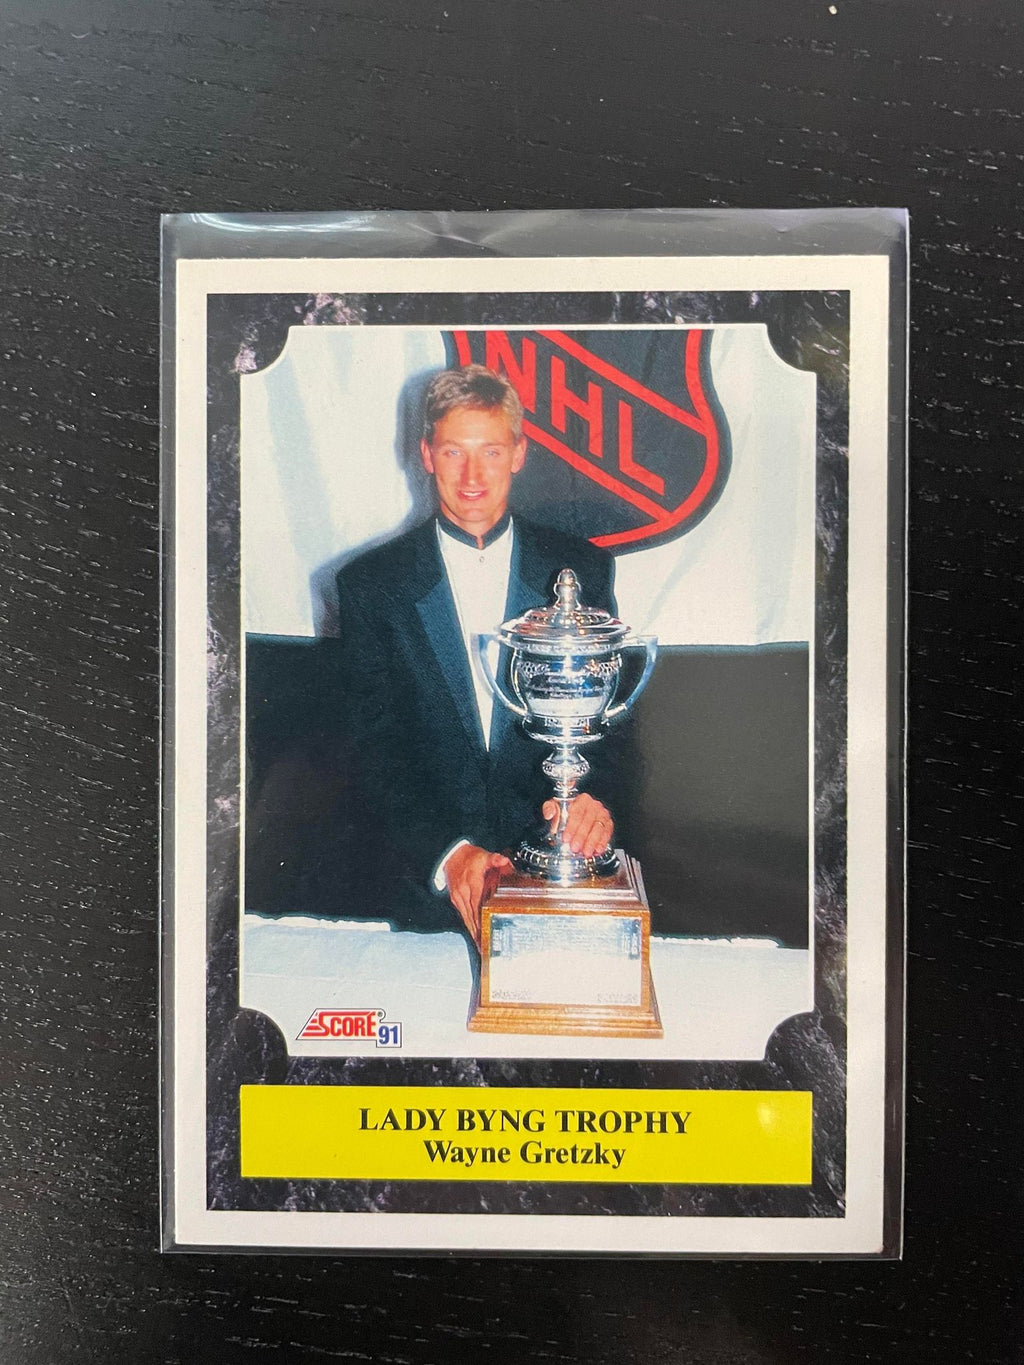 NHL
SCORE®
91
LADY BYNG TROPHY
Wayne Gretzky